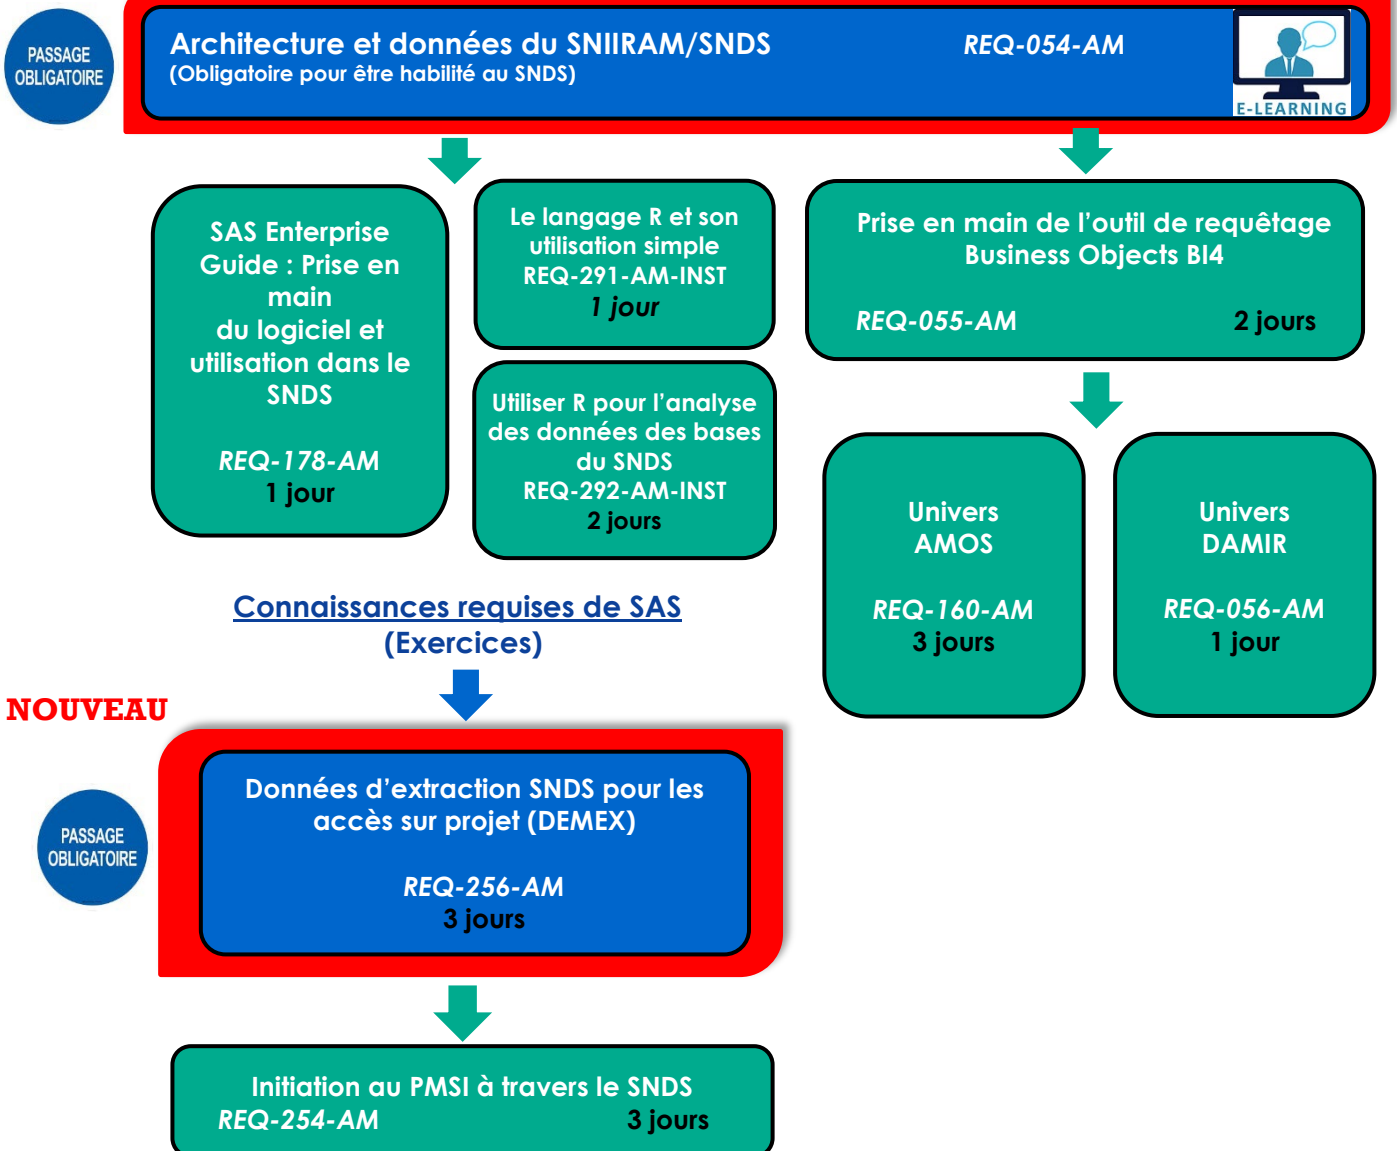 PASSAGE
OBLIGATOIRE
Architecture et données du SNIIRAM/SNDS
REQ-054-AM
(Obligatoire pour être habilité au SNDS)
E-LEARNING
SAS Enterprise
Guide : Prise en
main
du logiciel et
utilisation dans le
SNDS
REQ-178-AM
1 jour
Le langage R et son
utilisation simple
REQ-291-AM-INST
1 jour
Utiliser R pour l’analyse
des données des bases
du SNDS
REQ-292-AM-INST
2 jours
Prise en main de l’outil de requêtage
Business Objects BI4
REQ-055-AM 2 jours
Univers
AMOS
REQ-160-AM
3 jours
Univers
DAMIR
REQ-056-AM
1 jour
Connaissances requises de SAS
(Exercices)
NOUVEAU
PASSAGE
OBLIGATOIRE
Données d’extraction SNDS pour les
accès sur projet (DEMEX)
REQ-256-AM
3 jours
Initiation au PMSI à travers le SNDS
REQ-254-AM 3 jours